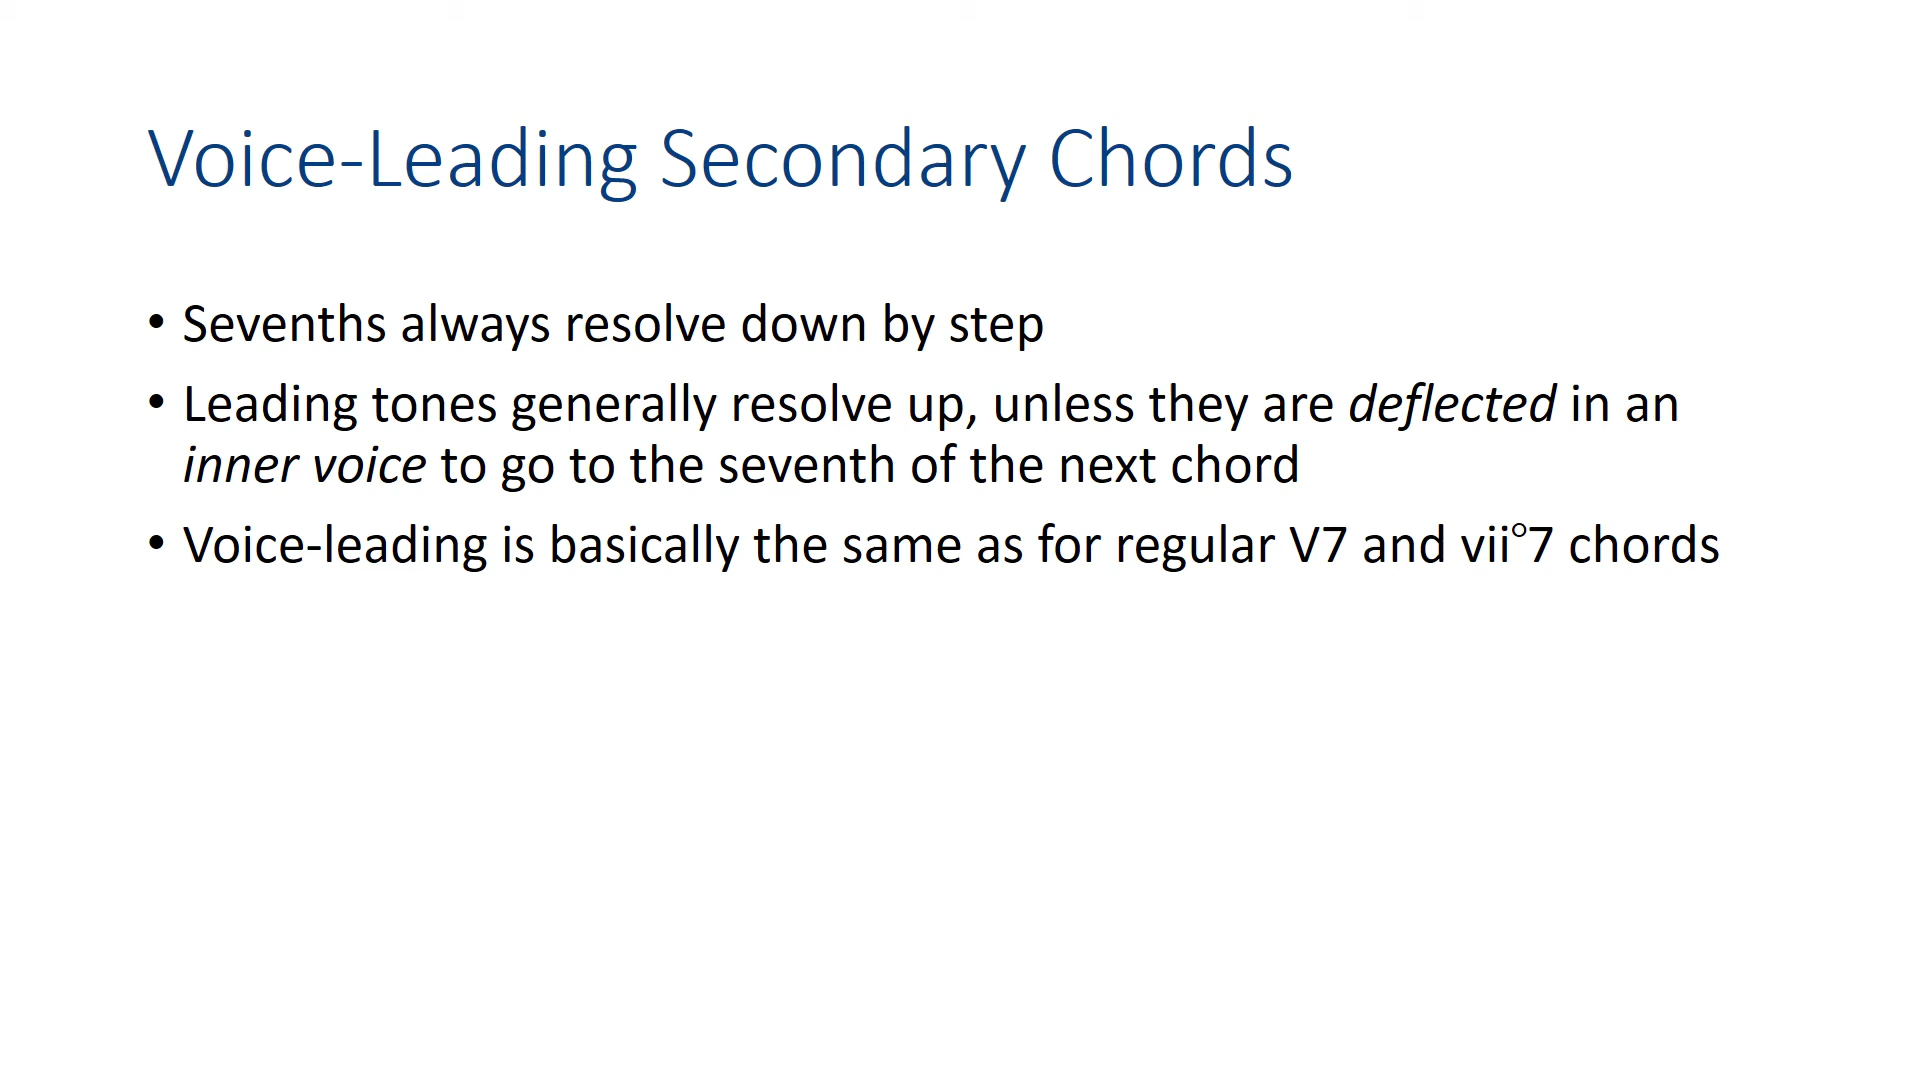 Voice-Leading Secondary Chords
• Sevenths always resolve down by step
• Leading tones generally resolve up, unless they are deflected in an
inner voice to go to the seventh of the next chord
• Voice-leading is basically the same as for regular V7 and vii°7 chords